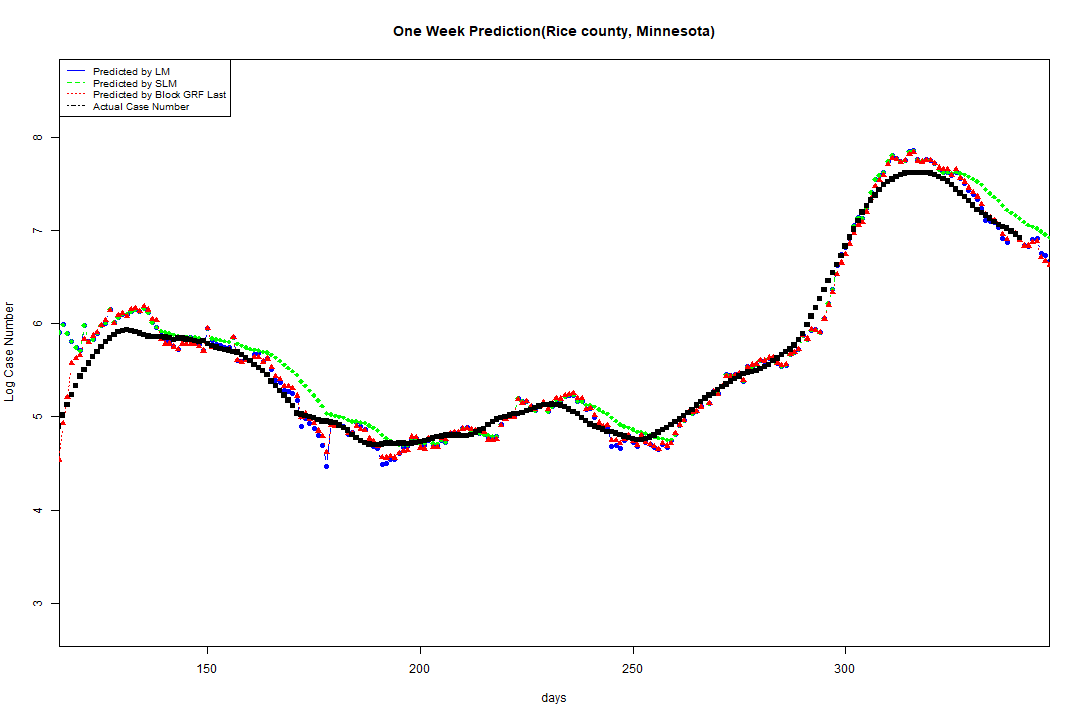 One Week Prediction(Rice county, Minnesota)
Predicted by LM
Predicted by SLM
Predicted by Block GRF Last
Actual Case Number
8
7
6
5
4
3
Log Case Number
150 200 250 300
days